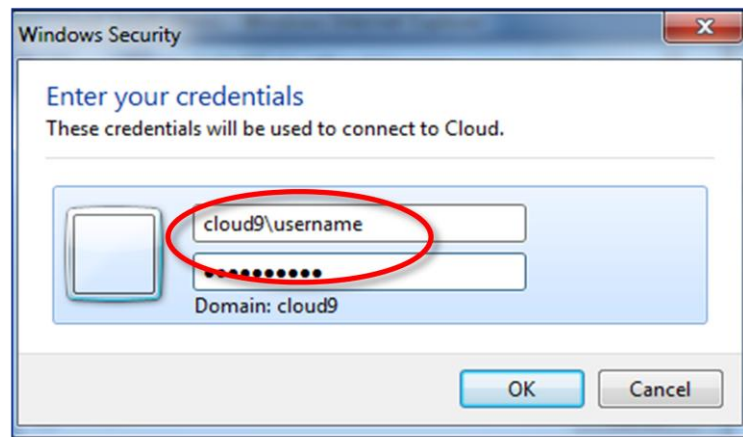 Windows Security
Enter your credentials
These credentials will be used to connect to Cloud.
cloud9\username
●●●●●●●●●●
Domain: cloud9
OK
Cancel